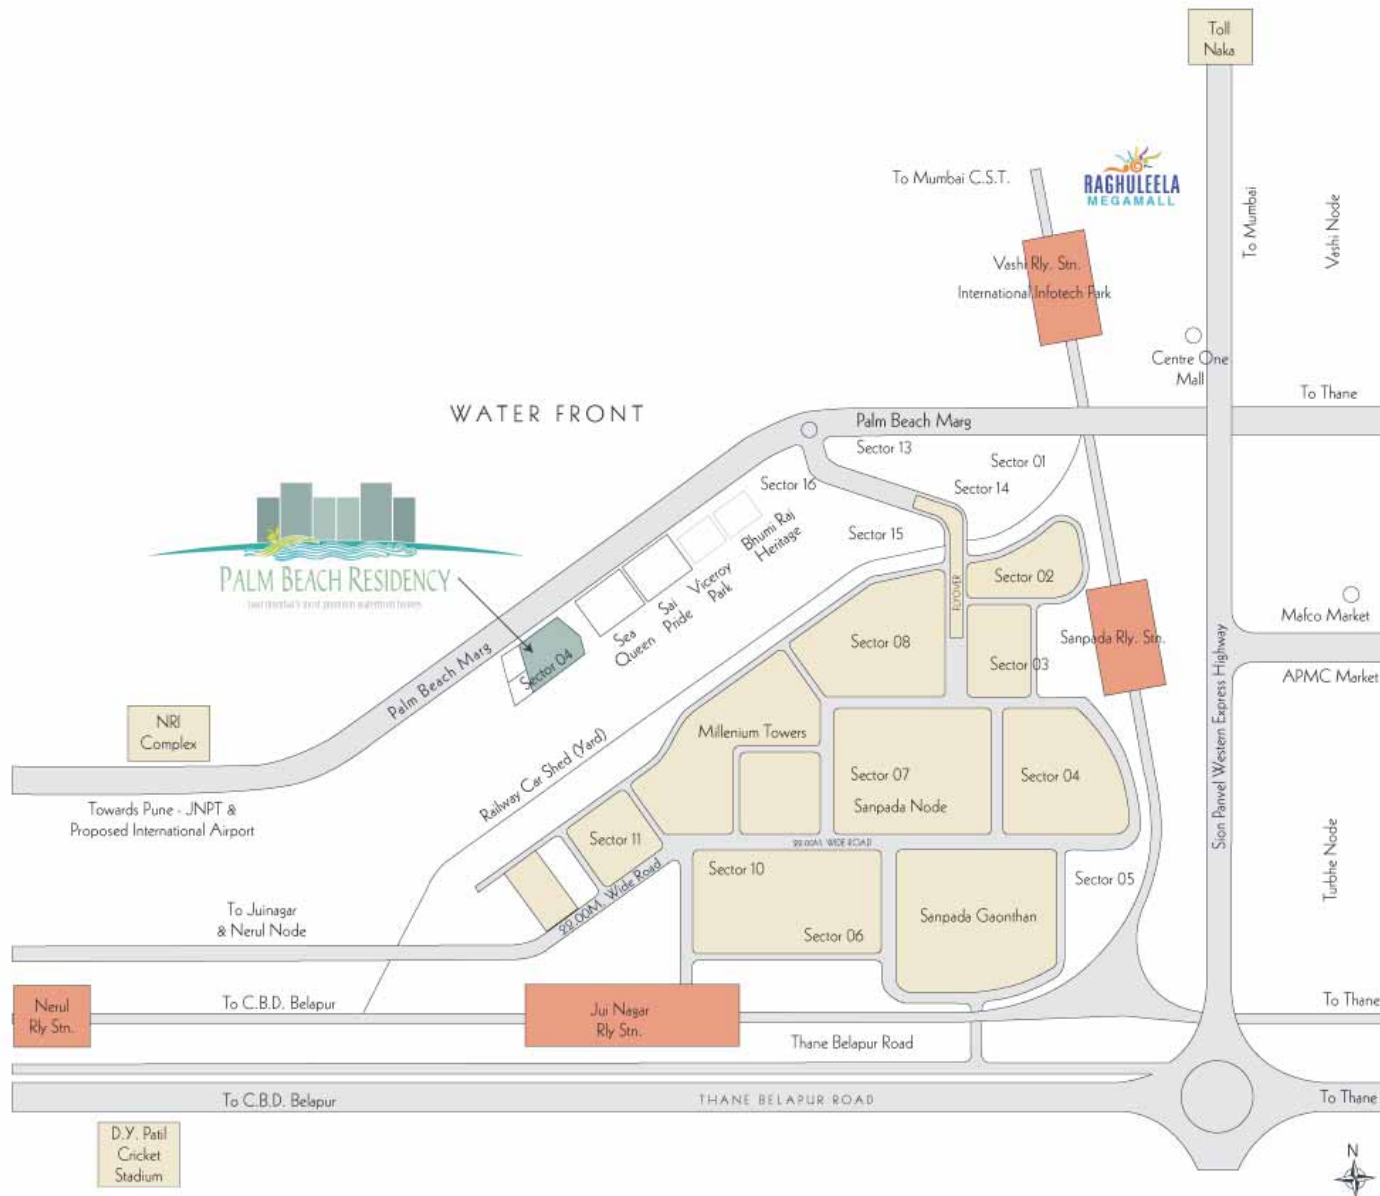 Toll
Naka
To Mumbai C.S.T.
RAGHULEELA
MEGAMALL
To Mumbai
Vashi Node
Vashi Rly. Stn.
International Infotech Park
Centre One
Mall
To Thane
WATER FRONT
Palm Beach Marg
Sector 13
Sector 01
Sector 14
Sector 16
Bhumi Raj
Heritage
Sector 15
Viceroy
Park
Sai
Pride
Sea
Queen
PALM BEACH RESIDENCY
Sector 02
FLYOVER
Mafco Market
Sanpada Rly. Stn.
Sector 08
Sector 03
Sector 04
APMC Market
Palm Beach Marg
NRI
Complex
Millenium Towers
Railway Car Shed (Yard)
Sion Panvel Western Express Highway
Sector 07
Sector 04
Sanpada Node
Towards Pune - JNPT &
Proposed International Airport
Sector 11
22.00M. WIDE ROAD
Sector 10
Sector 05
Turbhe Node
22.00M. Wide Road
To Juinagar
& Nerul Node
Sanpada Gaonthan
Sector 06
Nerul
Rly Stn.
To C.B.D. Belapur
Jui Nagar
Rly Stn.
To Thane
Thane Belapur Road
To C.B.D. Belapur
THANE BELAPUR ROAD
To Thane
D.Y. Patil
Cricket
Stadium
N